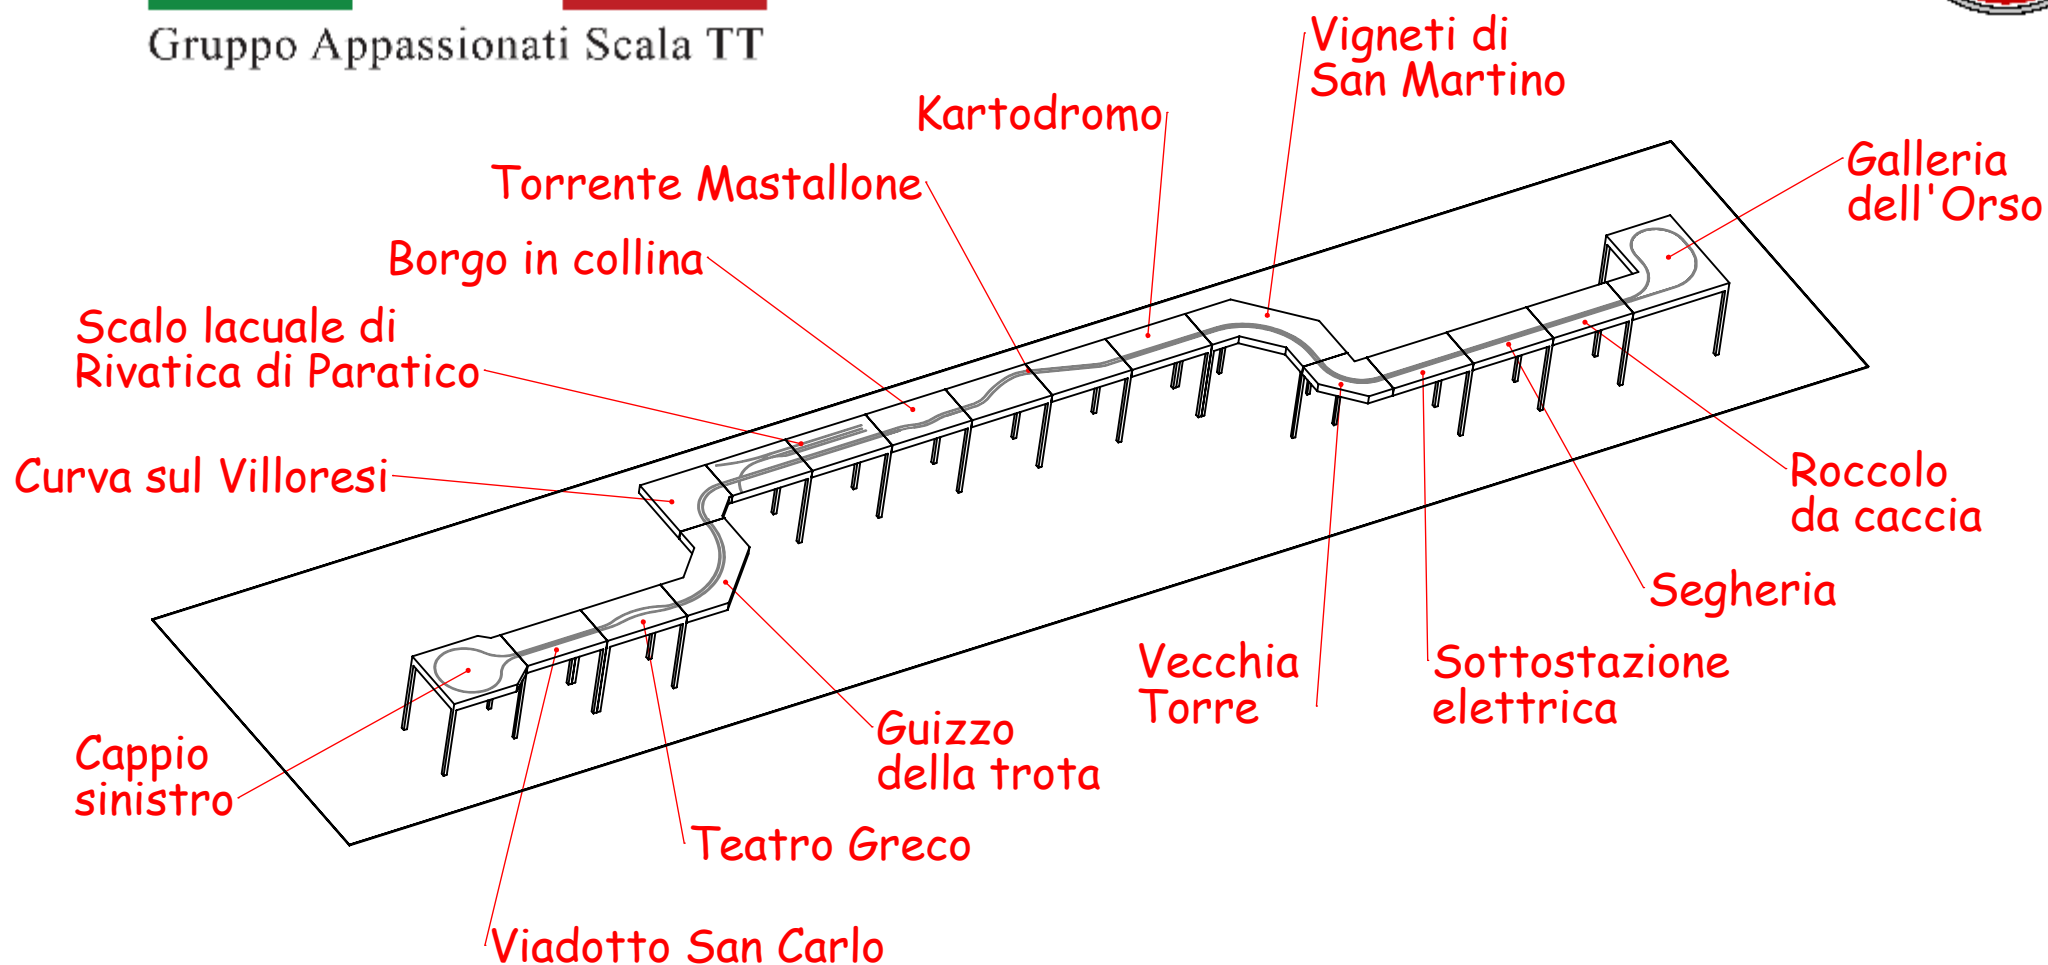 Gruppo Appassionati Scala TT
Vigneti di
San Martino
Kartodromo
Galleria
dell'Orso
Torrente Mastallone
Borgo in collina
Scalo lacuale di
Rivatica di Paratico
Curva sul Villoresi
Roccolo
da caccia
Segheria
Vecchia
Torre
Sottostazione
elettrica
Guizzo
della trota
Cappio
sinistro
Teatro Greco
Viadotto San Carlo